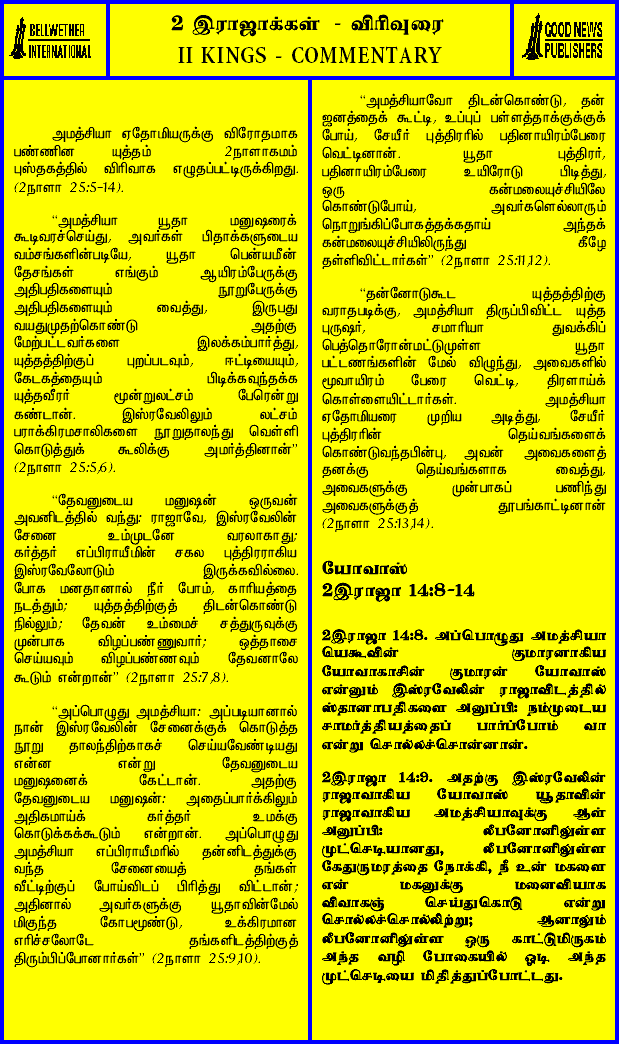 BELLWETHER
INTERNATIONAL
2 இராஜாக்கள் - விரிவுரை
II KINGS - COMMENTARY
GOOD NEWS
PUBLISHERS
அமத்சியா ஏதோமியருக்கு விரோதமாக
பண்ணின யுத்தம் 2நாளாகமம்
புஸ்தகத்தில் விரிவாக எழுதப்பட்டிருக்கிறது.
(2நாளா 25:5-14).
“அமத்சியா யூதா மனுஷரைக்
கூடிவரச்செய்து, அவர்கள் பிதாக்களுடைய
வம்சங்களின்படியே, யூதா பென்யமீன்
தேசங்கள் எங்கும் ஆயிரம்பேருக்கு
அதிபதிகளையும் நூறுபேருக்கு
அதிபதிகளையும் வைத்து, இருபது
வயதுமுதற்கொண்டு அதற்கு
மேற்பட்டவர்களை இலக்கம்பார்த்து,
யுத்தத்திற்குப் புறப்படவும், ஈட்டியையும்,
கேடகத்தையும் பிடிக்கவுந்தக்க
யுத்தவீரர் மூன்றுலட்சம் பேரென்று
கண்டான். இஸ்ரவேலிலும் லட்சம்
பராக்கிரமசாலிகளை நூறுதாலந்து வெள்ளி
கொடுத்துக் கூலிக்கு அமர்த்தினான்”
(2நாளா 25:5,6).
“தேவனுடைய மனுஷன் ஒருவன்
அவனிடத்தில் வந்து: ராஜாவே, இஸ்ரவேலின்
சேனை உம்முடனே வரலாகாது;
கர்த்தர் எப்பிராயீமின் சகல புத்திரராகிய
இஸ்ரவேலோடும் இருக்கவில்லை.
போக மனதானால் நீர் போம், காரியத்தை
நடத்தும்; யுத்தத்திற்குத் திடன்கொண்டு
நில்லும்; தேவன் உம்மைச் சத்துருவுக்கு
முன்பாக விழப்பண்ணுவார்; ஒத்தாசை
செய்யவும் விழப்பண்ணவும் தேவனாலே
கூடும் என்றான்” (2நாளா 25:7,8).
“அப்பொழுது அமத்சியா: அப்படியானால்
நான் இஸ்ரவேலின் சேனைக்குக் கொடுத்த
நூறு தாலந்திற்காகச் செய்யவேண்டியது
என்ன என்று தேவனுடைய
மனுஷனைக் கேட்டான். அதற்கு
தேவனுடைய மனுஷன்: அதைப்பார்க்கிலும்
அதிகமாய்க் கர்த்தர் உமக்கு
கொடுக்கக்கூடும் என்றான். அப்பொழுது
அமத்சியா எப்பிராயீமரில் தன்னிடத்துக்கு
வந்த சேனையைத் தங்கள்
வீட்டிற்குப் போய்விடப் பிரித்து விட்டான்;
அதினால் அவர்களுக்கு யூதாவின்மேல்
மிகுந்த கோபமூண்டு, உக்கிரமான
எரிச்சலோடே தங்களிடத்திற்குத்
திரும்பிப்போனார்கள்” (2நாளா 25:9,10).
“அமத்சியாவோ திடன்கொண்டு, தன்
ஜனத்தைக் கூட்டி, உப்புப் பள்ளத்தாக்குக்குக்கு
போய், சேயீர் புத்திரரில் பதினாயிரம்பேரை
வெட்டினான். யூதா புத்திரர்,
பதினாயிரம்பேரை உயிரோடு பிடித்து,
ஒரு கன்மலையுச்சியிலே
கொண்டுபோய், அவர்களெல்லாரும்
நொறுங்கிப்போகத்தக்கதாய் அந்தக்
கன்மலையுச்சியிலிருந்து கீழே
தள்ளிவிட்டார்கள்” (2நாளா 25:11,12).
“தன்னோடுகூட யுத்தத்திற்கு
வராதபடிக்கு, அமத்சியா திருப்பிவிட்ட யுத்த
புருஷர், சமாரியா துவக்கிப்
பெத்தொரோன்மட்டுமுள்ள யூதா
பட்டணங்களின் மேல் விழுந்து, அவைகளில்
மூவாயிரம் பேரை வெட்டி, திரளாய்க்
கொள்ளையிட்டார்கள். அமத்சியா
ஏதோமியரை முறிய அடித்து, சேயீர்
புத்திரரின் தெய்வங்களைக்
கொண்டுவந்தபின்பு, அவன் அவைகளைத்
தனக்கு தெய்வங்களாக வைத்து,
அவைகளுக்கு முன்பாகப் பணிந்து
அவைகளுக்குத் தூபங்காட்டினான்
(2நாளா 25:13,14).
யோவாஸ்
2இராஜா 14:8-14
2இராஜா 14:8. அப்பொழுது அமத்சியா
யெகூவின் குமாரனாகிய
யோவாகாசின் குமாரன் யோவாஸ்
என்னும் இஸ்ரவேலின் ராஜாவிடத்தில்
ஸ்தானாபதிகளை அனுப்பி: நம்முடைய
சாமர்த்தியத்தைப் பார்ப்போம் வா
என்று சொல்லச்சொன்னான்.
2இராஜா 14:9. அதற்கு இஸ்ரவேலின்
ராஜாவாகிய யோவாஸ் யூதாவின்
ராஜாவாகிய அமத்சியாவுக்கு ஆள்
அனுப்பி: லீபனோனிலுள்ள
முட்செடியானது, லீபனோனிலுள்ள
கேதுருமரத்தை நோக்கி, நீ உன் மகளை
என் மகனுக்கு மனைவியாக
விவாகஞ் செய்துகொடு என்று
சொல்லச்சொல்லிற்று; ஆனாலும்
லீபனோனிலுள்ள ஒரு காட்டுமிருகம்
அந்த வழி போகையில் ஓடி அந்த
முட்செடியை மிதித்துப்போட்டது.